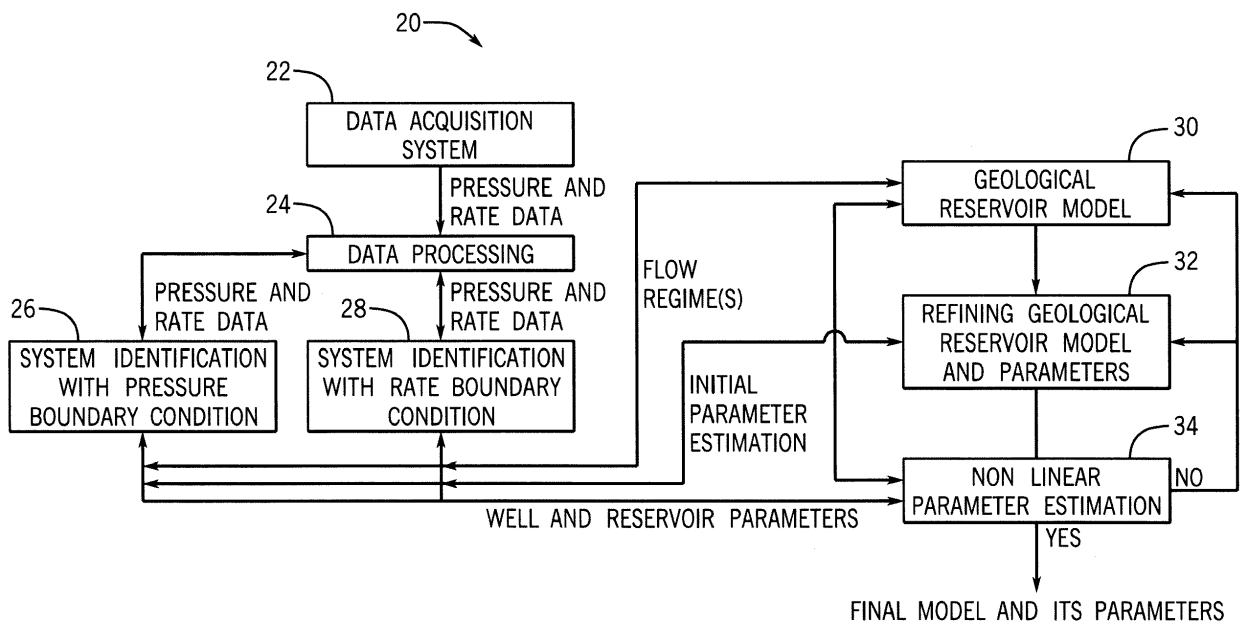 20
22
DATA ACQUISITION
SYSTEM
PRESSURE AND
RATE DATA
24
DATA PROCESSING
PRESSURE AND
RATE DATA
PRESSURE AND
RATE DATA
26
SYSTEM IDENTIFICATION
WITH PRESSURE
BOUNDARY CONDITION
28
SYSTEM IDENTIFICATION
WITH RATE BOUNDARY
CONDITION
FLOW
REGIME(S)
INITIAL
PARAMETER
ESTIMATION
WELL AND RESERVOIR PARAMETERS
30
GEOLOGICAL
RESERVOIR MODEL
32
REFINING GEOLOGICAL
RESERVOIR MODEL
AND PARAMETERS
34
NON LINEAR
PARAMETER ESTIMATION
NO
YES
FINAL MODEL AND ITS PARAMETERS